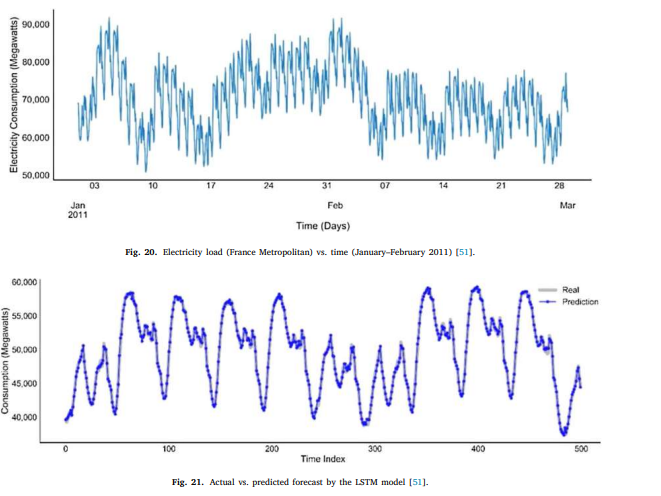 90,000
80,000
70,000
60,000
50,000
Electricity Consumption (Megawatts)
03 10 17 24 31 07 14 21 28
Jan Feb Mar
2011
Time (Days)
Fig. 20. Electricity load (France Metropolitan) vs. time (January–February 2011) [51].
60,000
55,000
50,000
45,000
40,000
Consumption (Megawatts)
Real
Prediction
0 100 200 300 400 500
Time Index
Fig. 21. Actual vs. predicted forecast by the LSTM model [51].